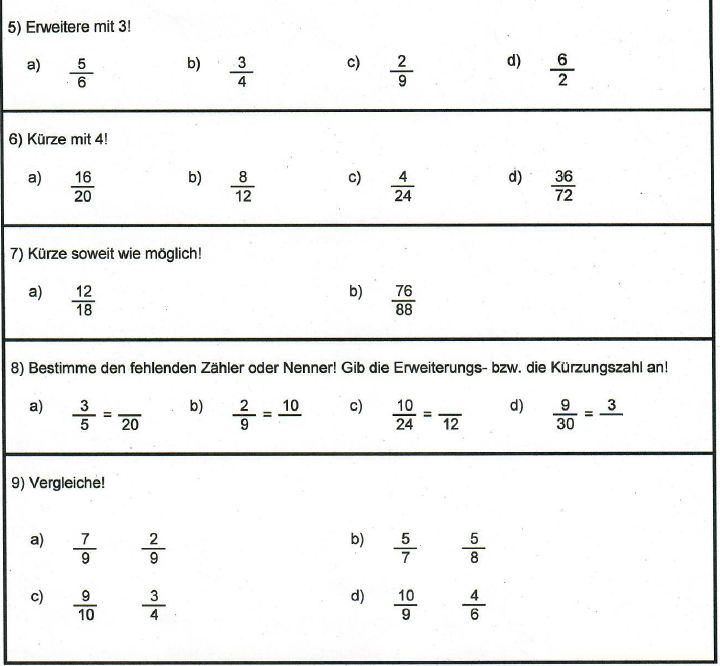 5) Erweitere mit 3!
a) 5/6 b) 3/4 c) 2/9 d) 6/2
6) Kürze mit 4!
a) 16/20 b) 8/12 c) 4/24 d) 36/72
7) Kürze soweit wie möglich!
a) 12/18 b) 76/88
8) Bestimme den fehlenden Zähler oder Nenner! Gib die Erweiterungs- bzw. die Kürzungszahl an!
a) 3/5 = __/20 b) 2/9 = 10/__ c) 10/24 = __/12 d) 9/30 = 3/__
9) Vergleiche!
a) 7/9 2/9 b) 5/7 5/8
c) 9/10 3/4 d) 10/9 4/6